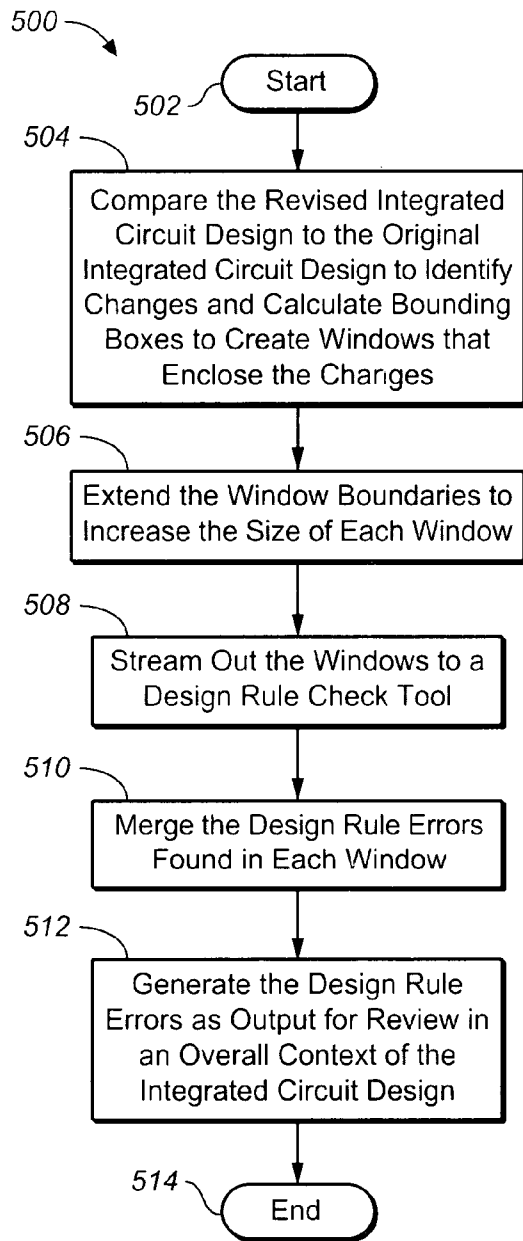 500
Start
502
504
Compare the Revised Integrated
Circuit Design to the Original
Integrated Circuit Design to Identify
Changes and Calculate Bounding
Boxes to Create Windows that
Enclose the Changes
506
Extend the Window Boundaries to
Increase the Size of Each Window
508
Stream Out the Windows to a
Design Rule Check Tool
510
Merge the Design Rule Errors
Found in Each Window
512
Generate the Design Rule
Errors as Output for Review in
an Overall Context of the
Integrated Circuit Design
514
End